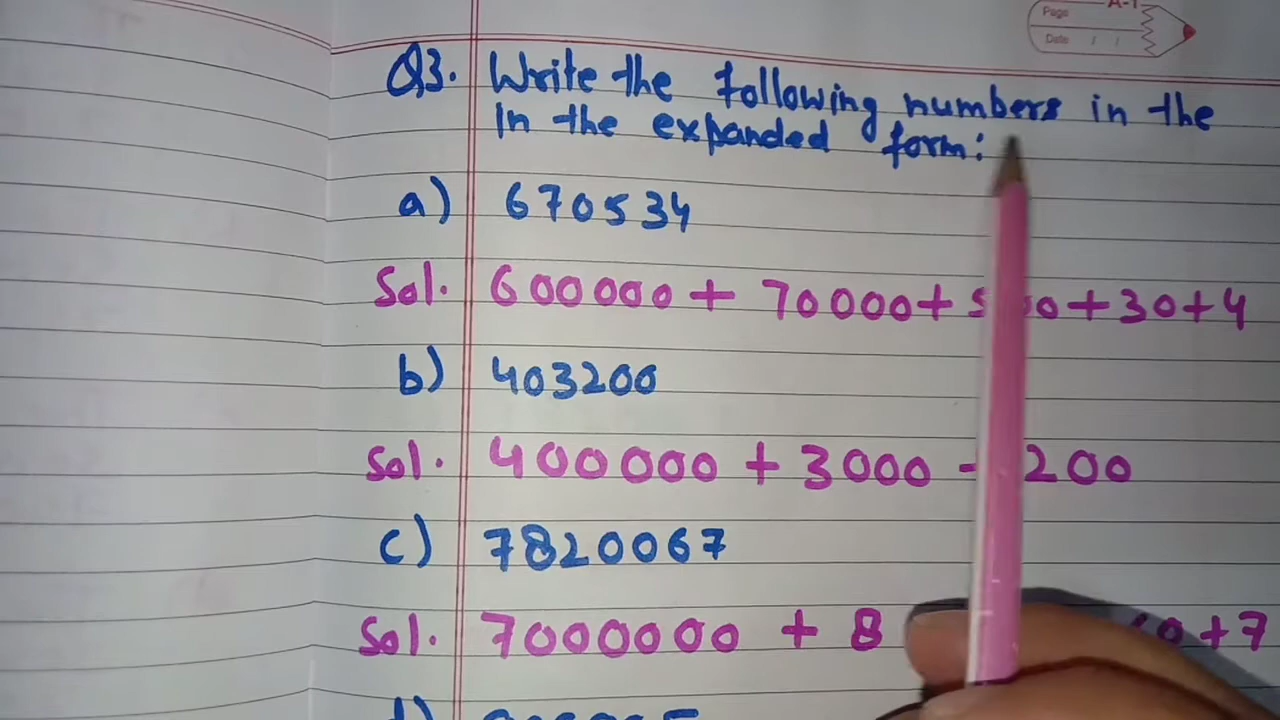 A-1
Page
Date / /
Q3. Write the following numbers in the
In the expanded form:
a) 670534
Sol. 600000 + 70000 + +30+4
b) 403200
Sol. 400000 + 3000 200
c) 7820067
Sol. 7000000 + 8 +7
d)